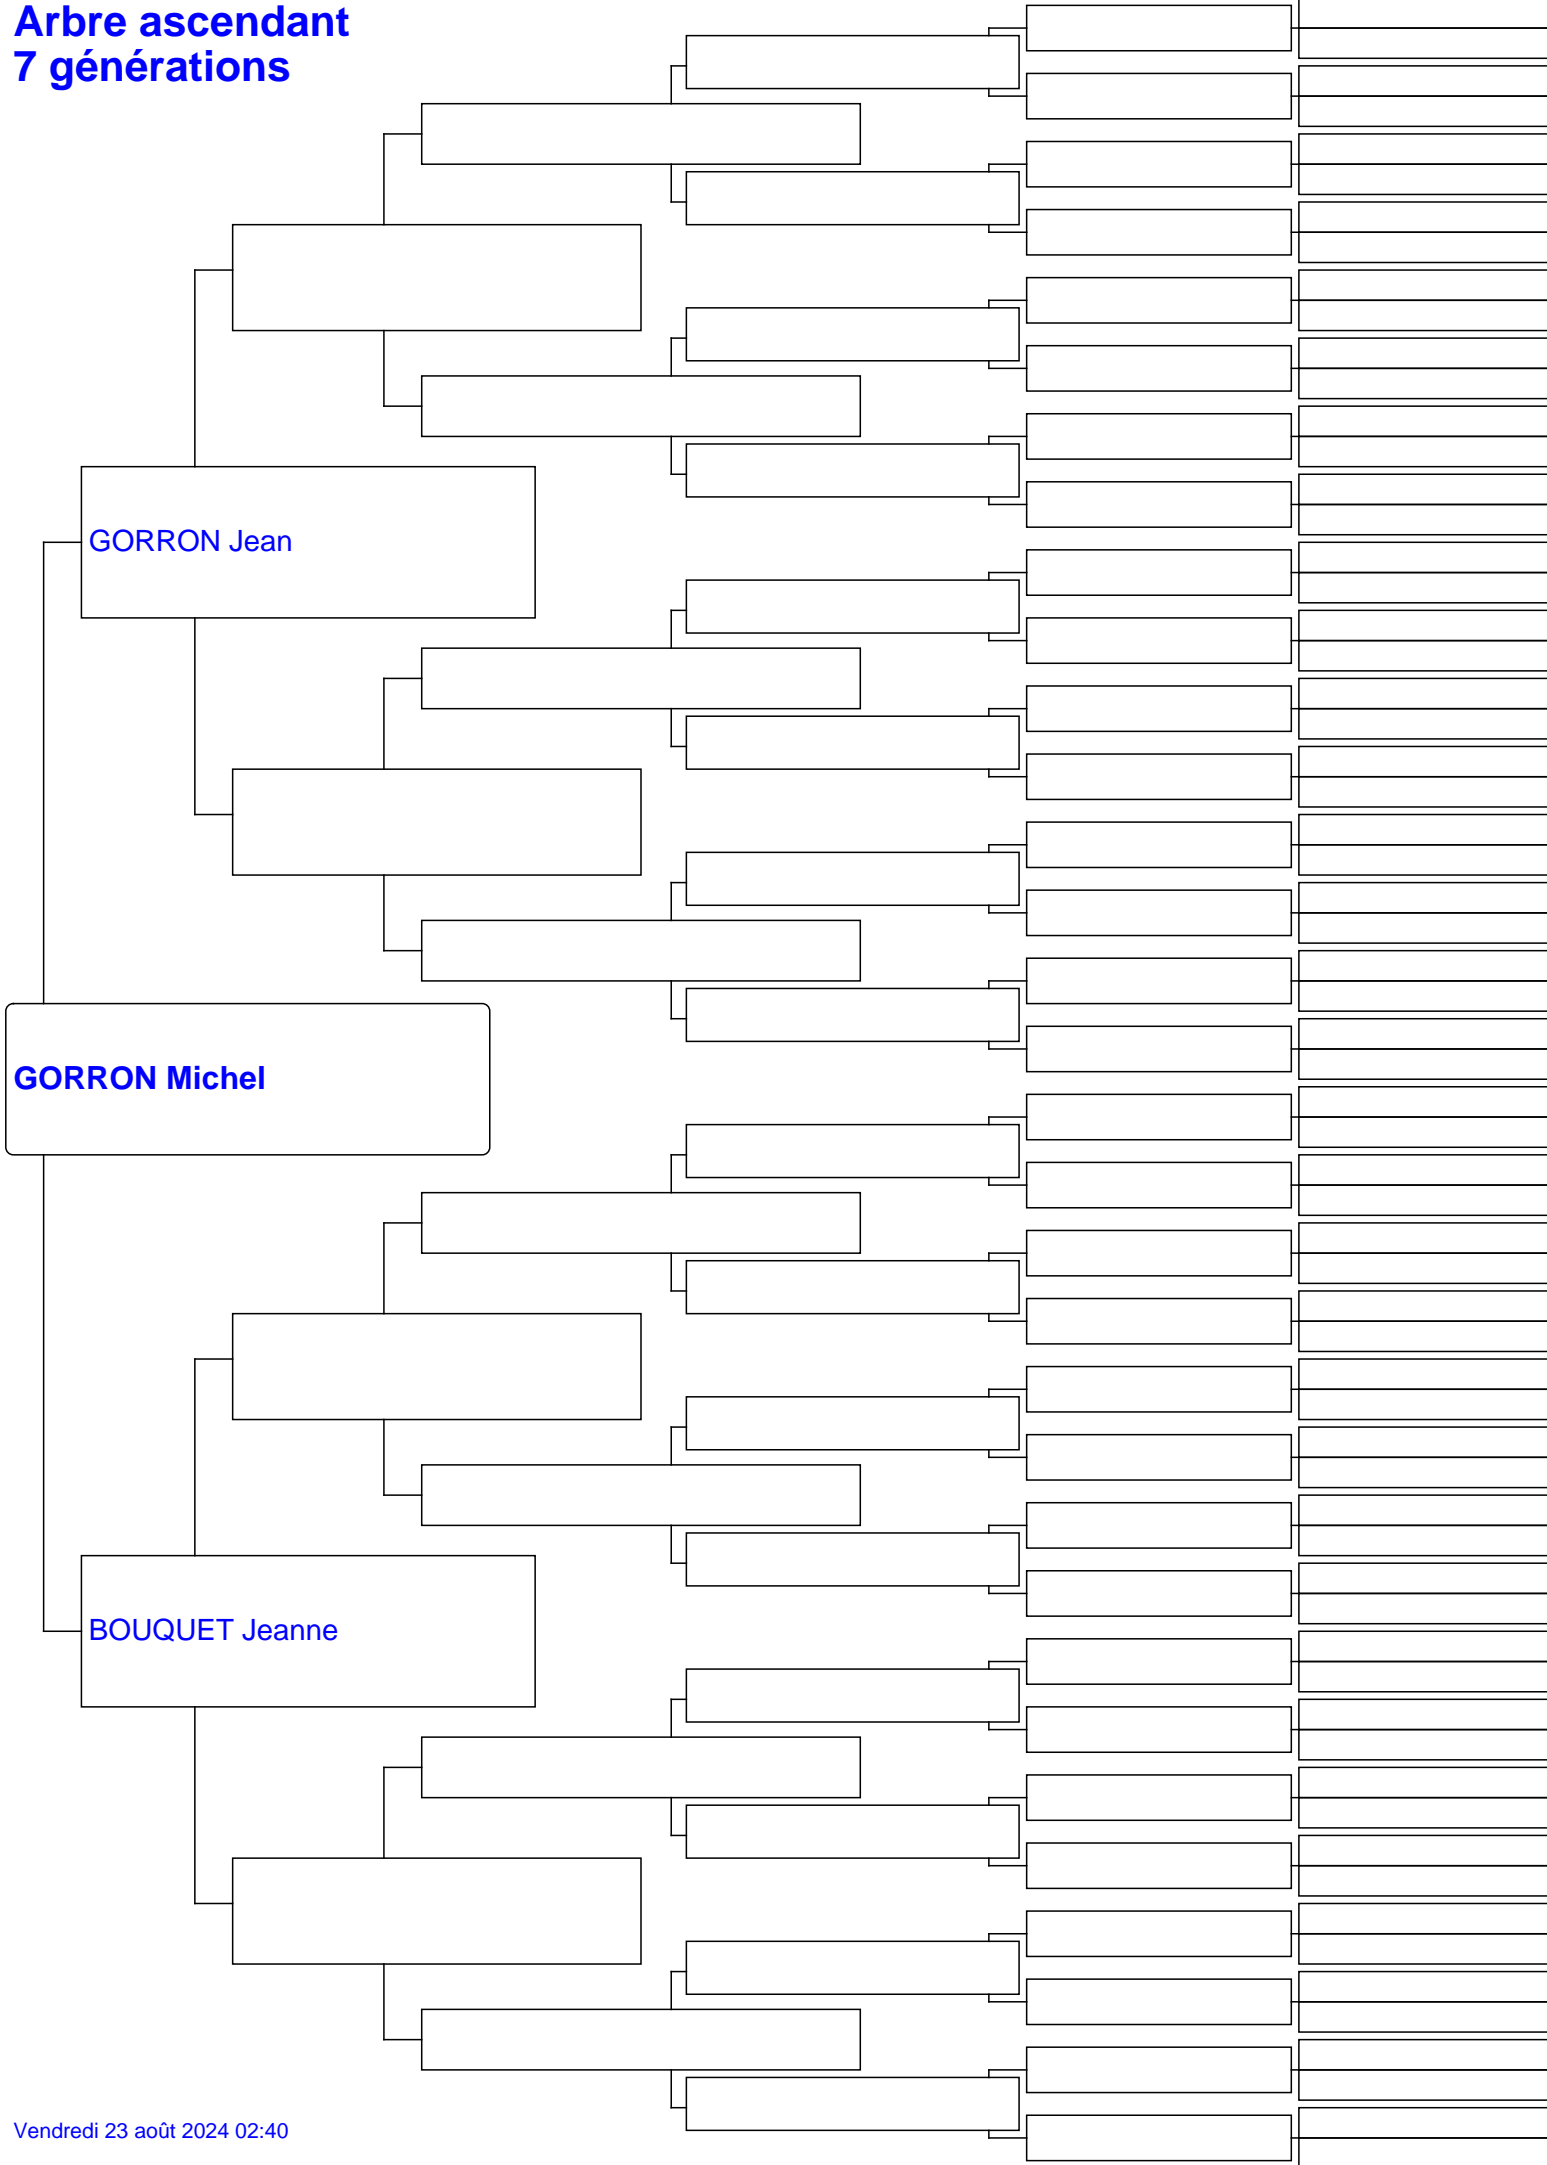 Arbre ascendant
7 générations
GORRON Jean
GORRON Michel
BOUQUET Jeanne
Vendredi 23 août 2024 02:40